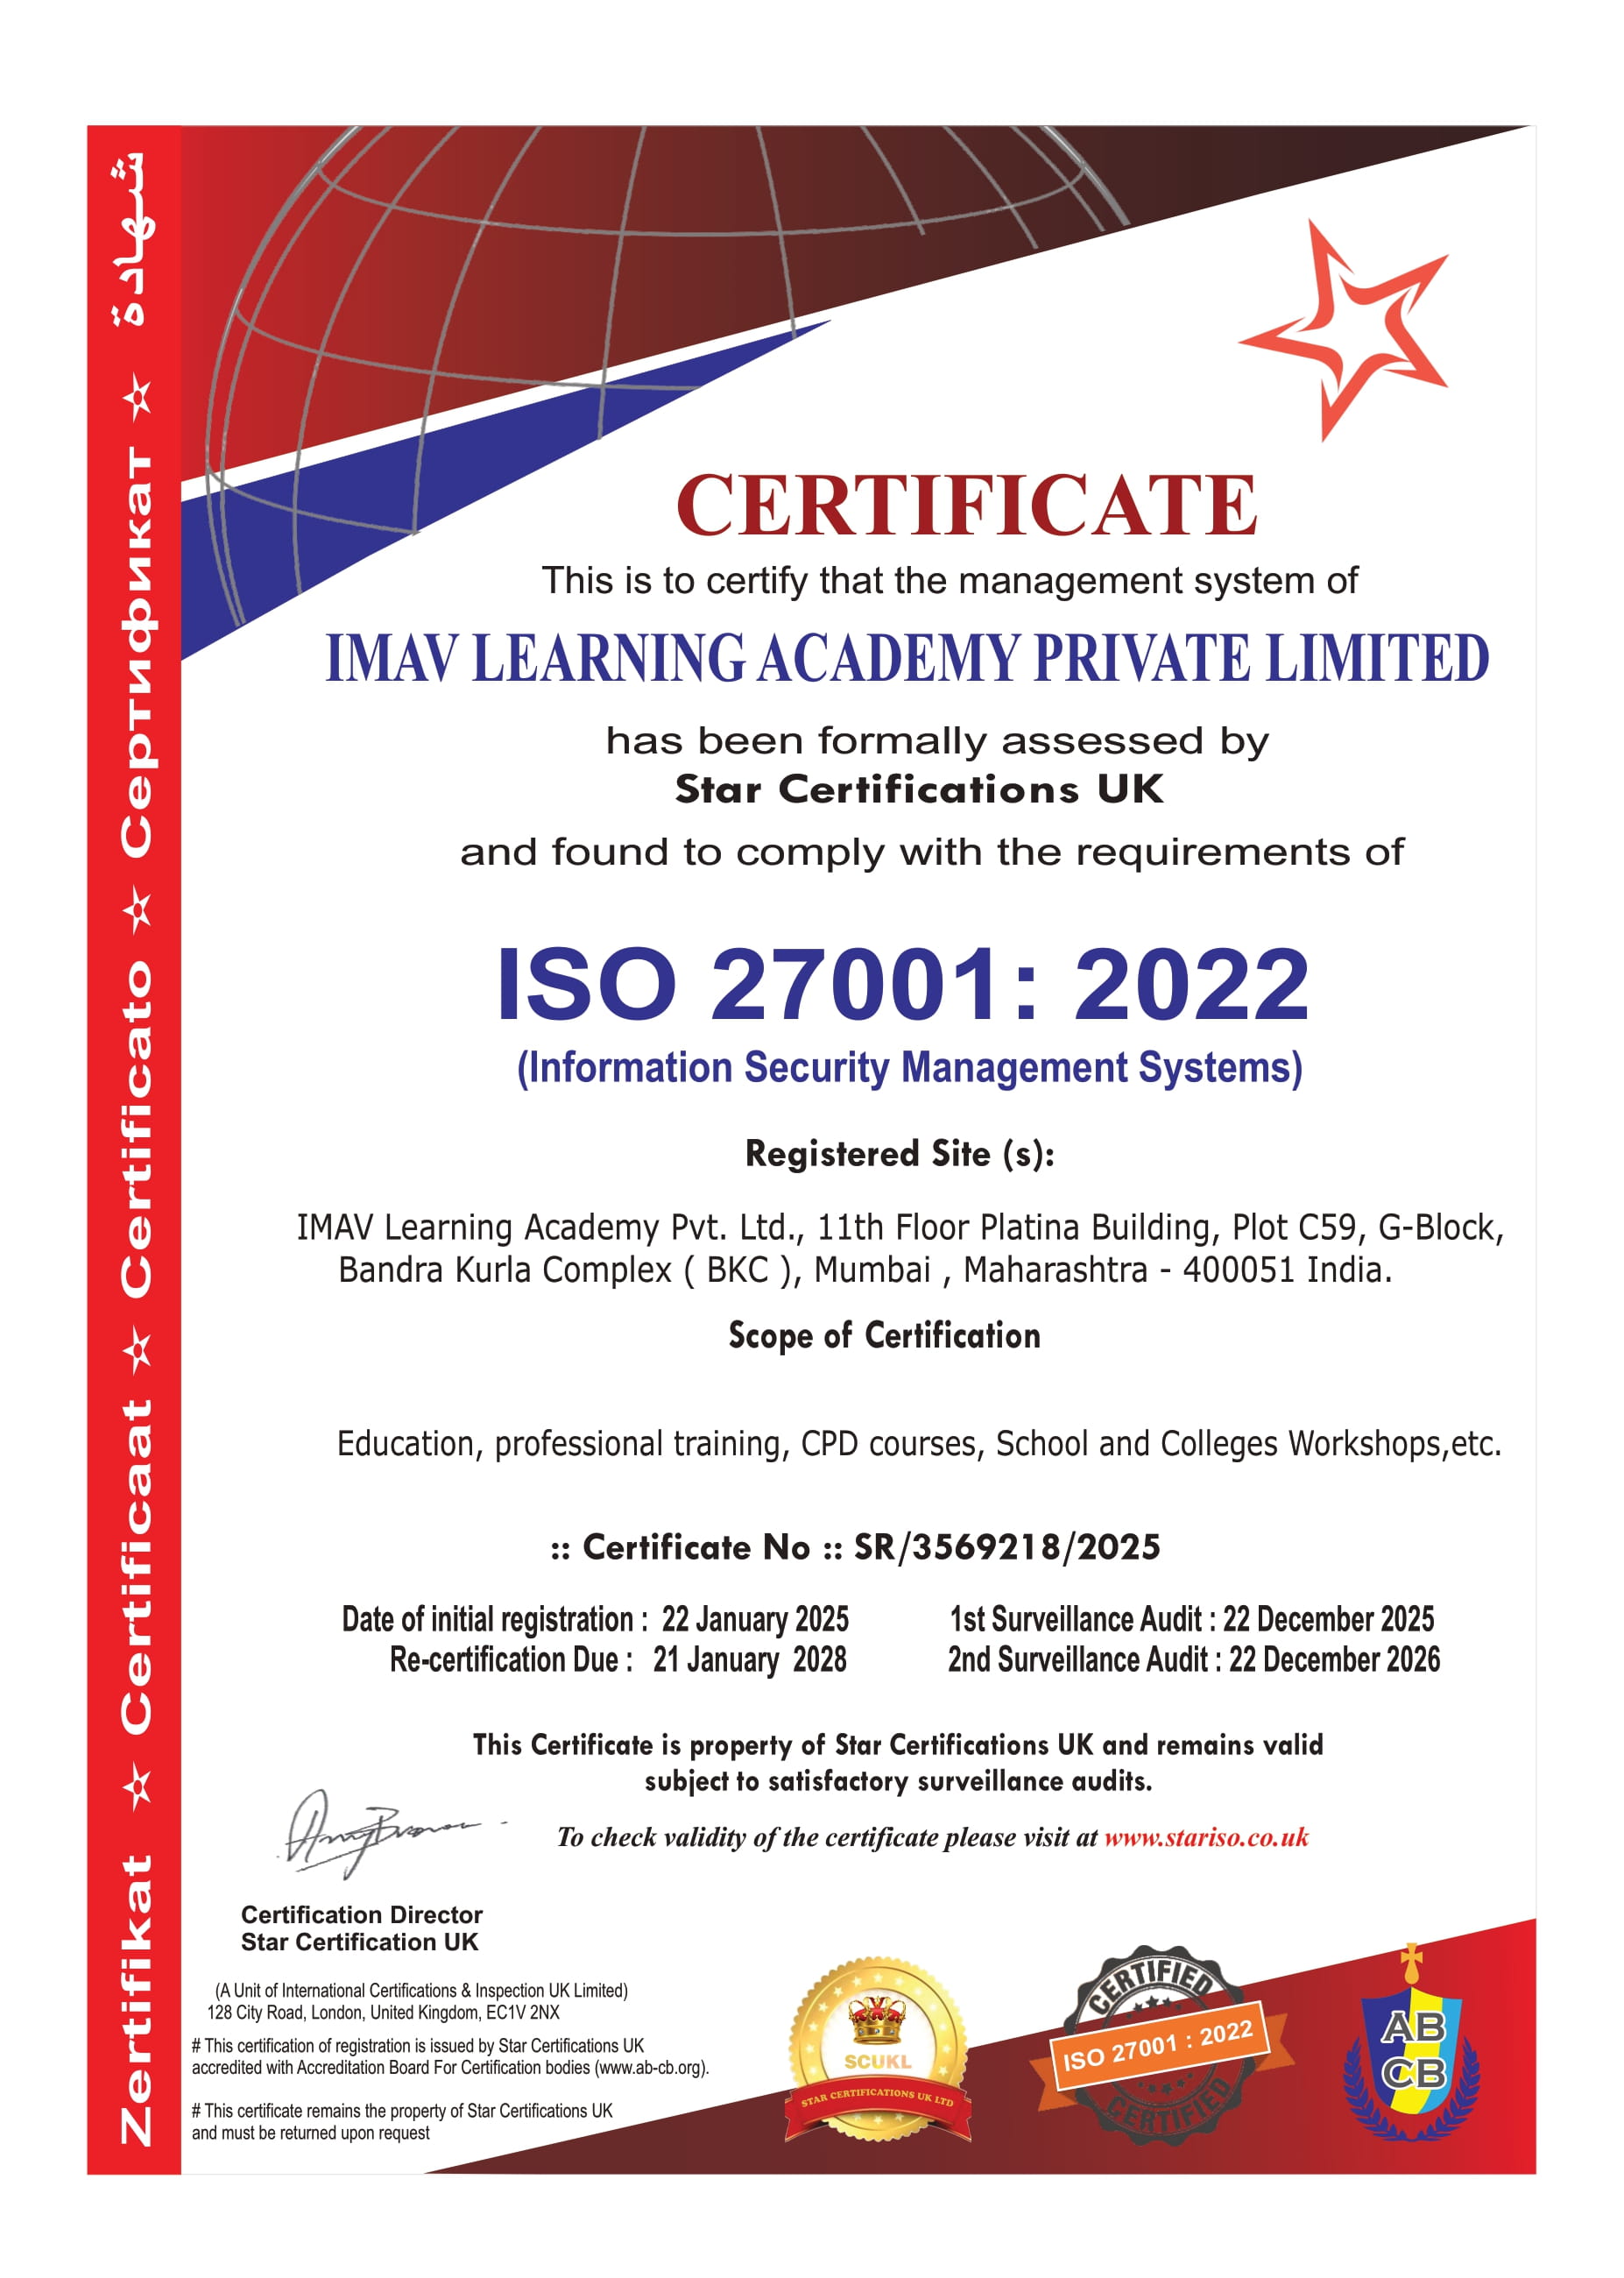 Zertifikat ☆ Certificaat ☆ Certificato ☆ Сертификат ☆ شهادة
CERTIFICATE
This is to certify that the management system of
IMAV LEARNING ACADEMY PRIVATE LIMITED
has been formally assessed by
Star Certifications UK
and found to comply with the requirements of
ISO 27001: 2022
(Information Security Management Systems)
Registered Site (s):
IMAV Learning Academy Pvt. Ltd., 11th Floor Platina Building, Plot C59, G-Block,
Bandra Kurla Complex ( BKC ), Mumbai , Maharashtra - 400051 India.
Scope of Certification
Education, professional training, CPD courses, School and Colleges Workshops,etc.
:: Certificate No :: SR/3569218/2025
Date of initial registration : 22 January 2025
Re-certification Due : 21 January 2028
1st Surveillance Audit : 22 December 2025
2nd Surveillance Audit : 22 December 2026
This Certificate is property of Star Certifications UK and remains valid
subject to satisfactory surveillance audits.
To check validity of the certificate please visit at www.stariso.co.uk
Certification Director
Star Certification UK
(A Unit of International Certifications & Inspection UK Limited)
128 City Road, London, United Kingdom, EC1V 2NX
# This certification of registration is issued by Star Certifications UK
accredited with Accreditation Board For Certification bodies (www.ab-cb.org).
# This certificate remains the property of Star Certifications UK
and must be returned upon request
SCUKL
STAR CERTIFICATIONS UK LTD
CERTIFIED
ISO 27001 : 2022
CERTIFIED
AB
CB